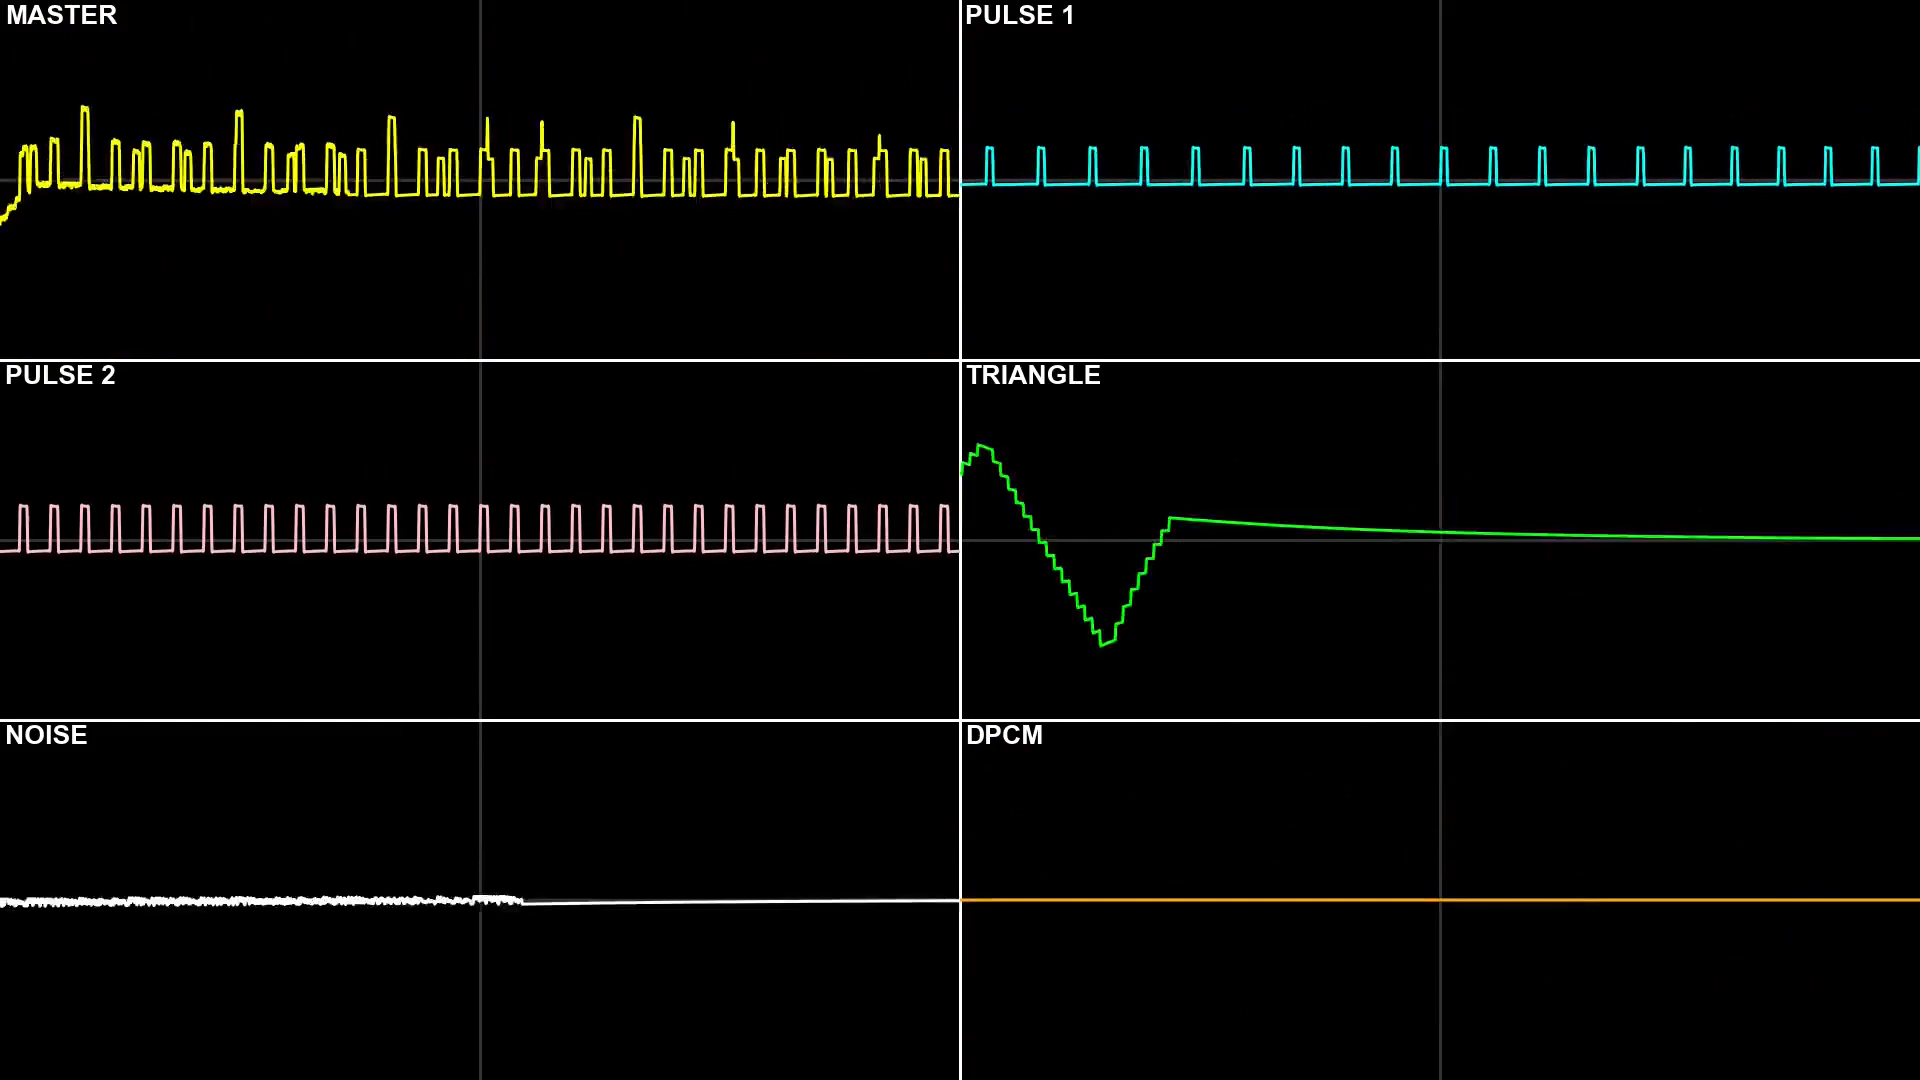 MASTER
PULSE 1
PULSE 2
TRIANGLE
NOISE
DPCM